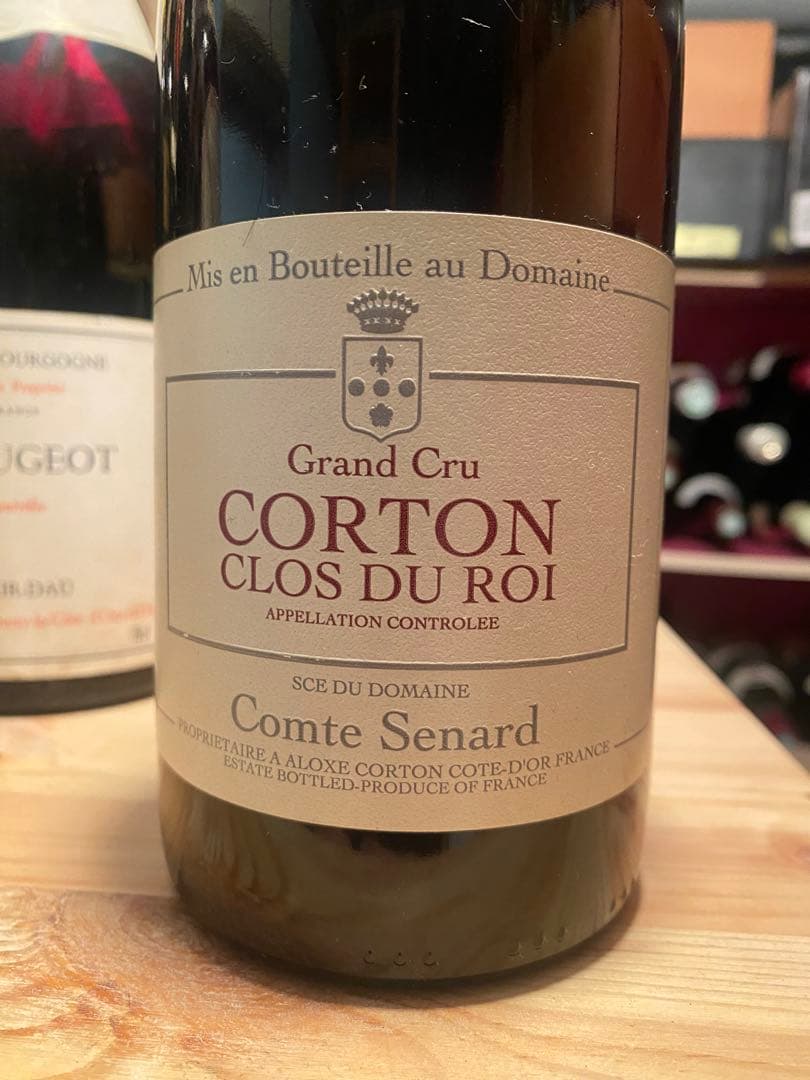 Mis en Bouteille au Domaine
Grand Cru
CORTON
CLOS DU ROI
APPELLATION CONTROLEE
SCE DU DOMAINE
Comte Senard
PROPRIETAIRE A ALOXE CORTON COTE-D'OR FRANCE
ESTATE BOTTLED-PRODUCE OF FRANCE
OURGOGNE
UGEOT